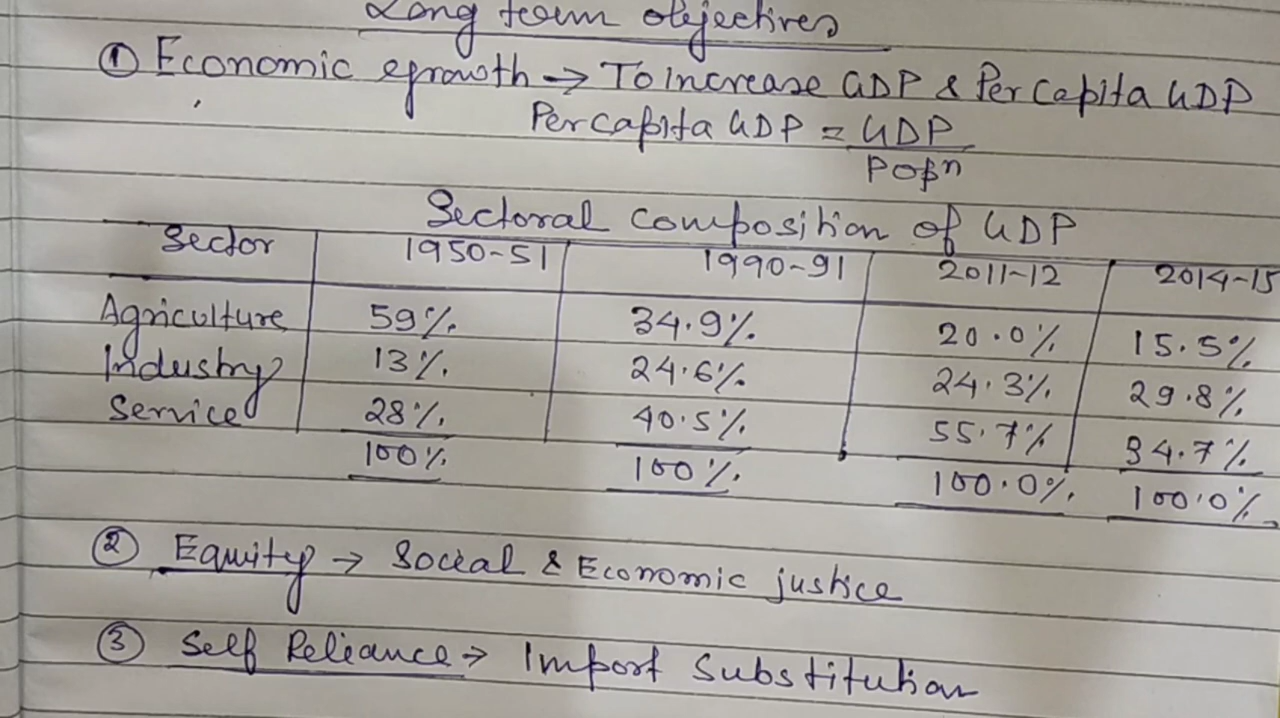 Long term objectives
① Economic growth → To increase GDP & Per Capita GDP
Per Capita GDP = GDP
Popn
Sectoral composition of GDP
Sector 1950-51 1990-91 2011-12 2014-15
Agriculture 59%. 34.9%. 20.0% 15.5%
Industry 13%. 24.6%. 24.3%. 29.8%
Service 28%. 40.5%. 55.7% 34.7%
100% 100%. 100.0%. 100.0%
② Equity → Social & Economic justice
③ Self Reliance → Import Substitution